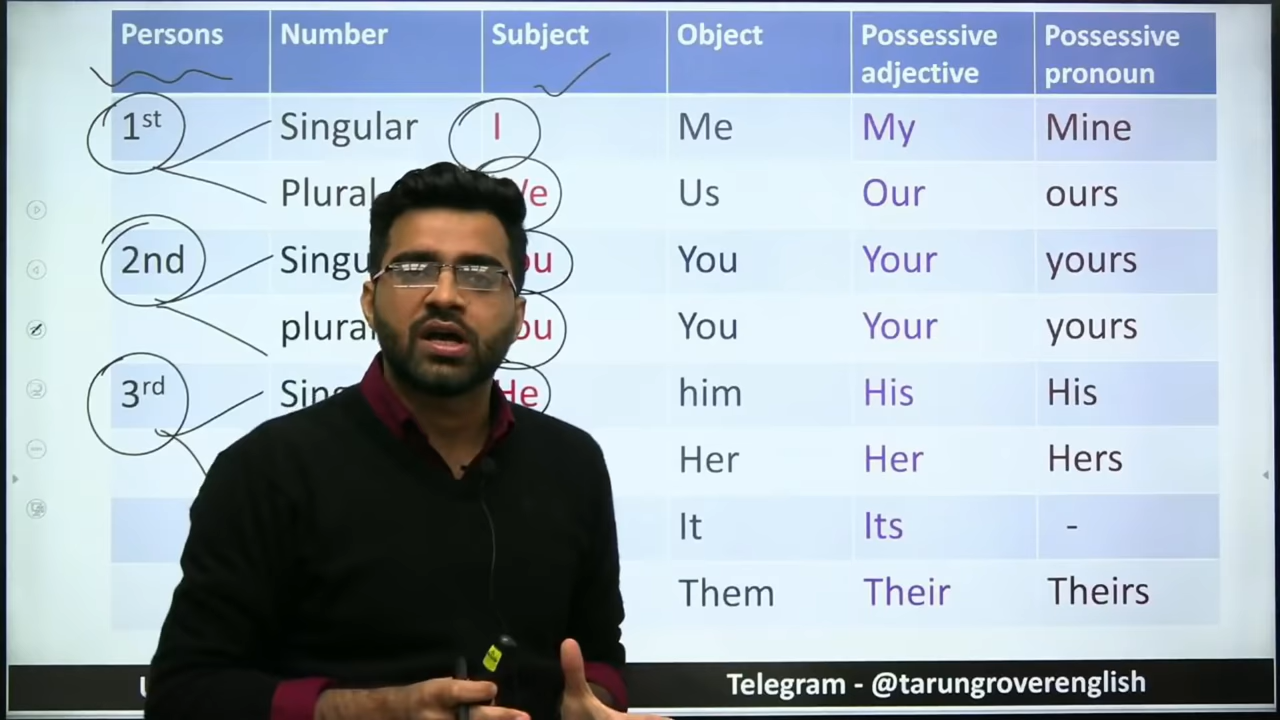 Persons Number Subject Object Possessive adjective Possessive pronoun
1st Singular I Me My Mine
Plural Us Our ours
2nd You Your yours
plural You Your yours
3rd He him His His
Her Her Hers
It Its -
Them Their Theirs
Telegram - @tarungroverenglish